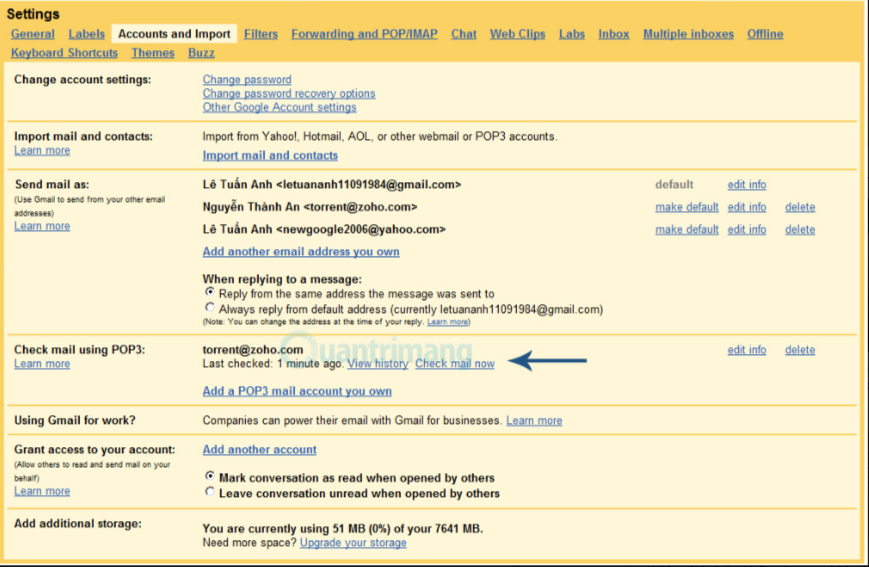 Settings
General Labels Accounts and Import Filters Forwarding and POP/IMAP Chat Web Clips Labs Inbox Multiple inboxes Offline
Keyboard Shortcuts Themes Buzz
Change account settings: Change password
Change password recovery options
Other Google Account settings
Import mail and contacts: Import from Yahoo!, Hotmail, AOL, or other webmail or POP3 accounts.
Learn more
Import mail and contacts
Send mail as: Lê Tuấn Anh <letuananh11091984@gmail.com> default edit info
(Use Gmail to send from your other email
addresses)
Learn more
Nguyễn Thành An <torrent@zoho.com> make default edit info delete
Lê Tuấn Anh <newgoogle2006@yahoo.com> make default edit info delete
Add another email address you own
When replying to a message:
Reply from the same address the message was sent to
Always reply from default address (currently letuananh11091984@gmail.com)
(Note: You can change the address at the time of your reply. Learn more)
Check mail using POP3: torrent@zoho.com edit info delete
Learn more Last checked: 1 minute ago. View history Check mail now
Quantrimang
Add a POP3 mail account you own
Using Gmail for work? Companies can power their email with Gmail for businesses. Learn more
Grant access to your account: Add another account
(Allow others to read and send mail on your
behalf)
Learn more
Mark conversation as read when opened by others
Leave conversation unread when opened by others
Add additional storage: You are currently using 51 MB (0%) of your 7641 MB.
Need more space? Upgrade your storage